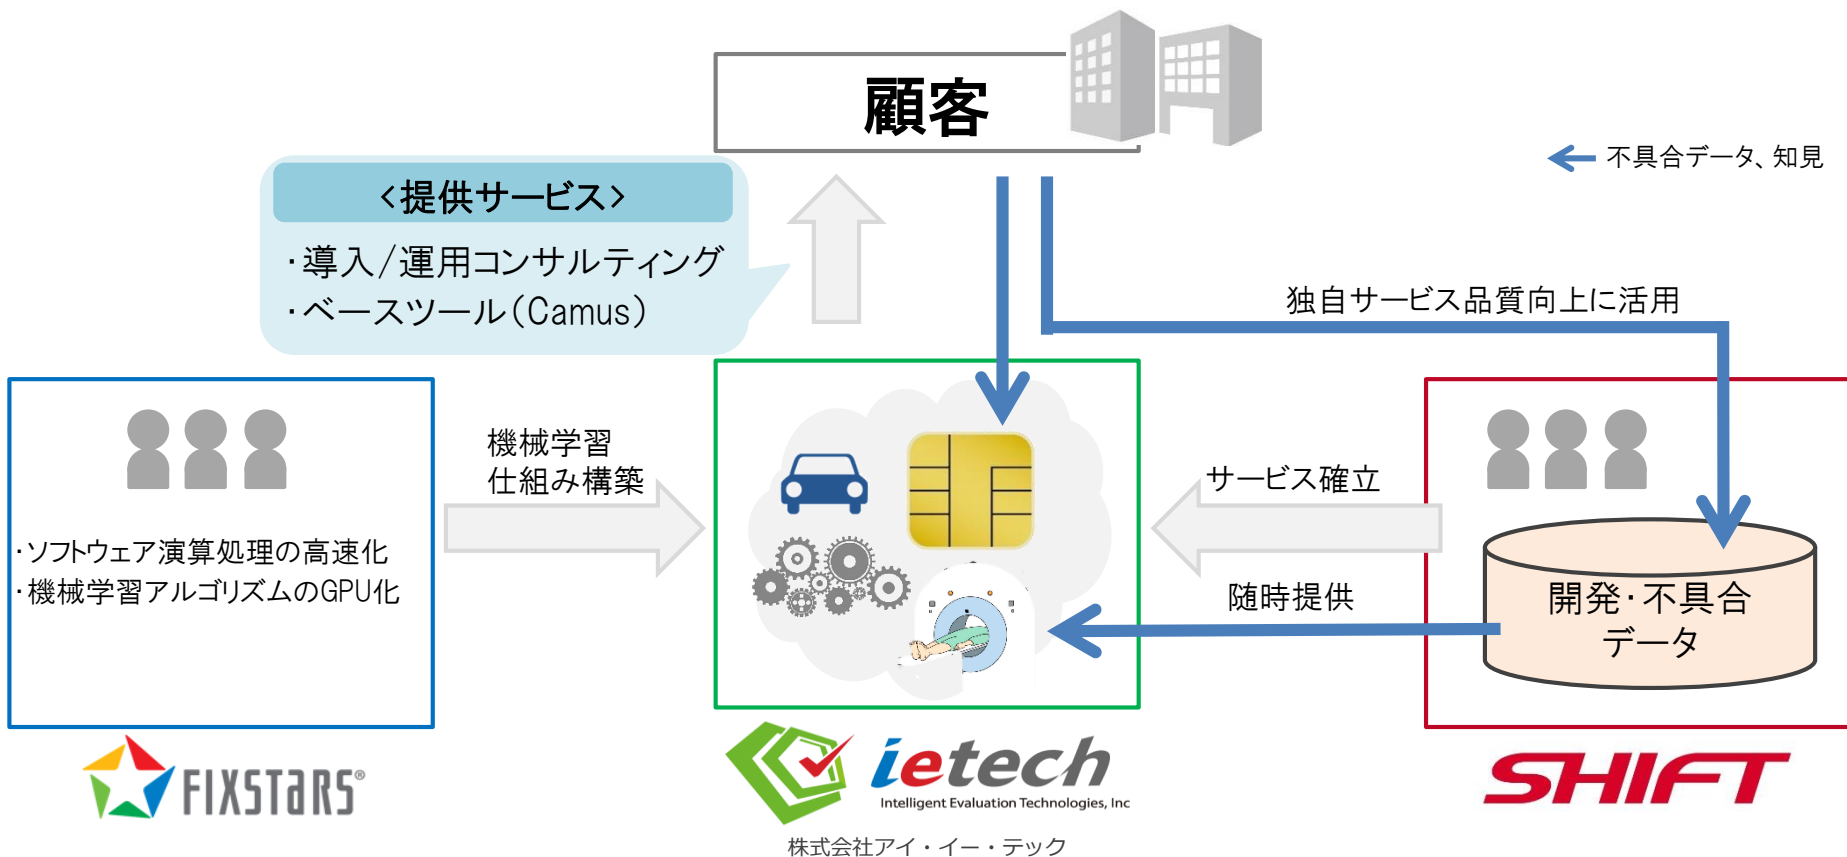 顧客
不具合データ、知見
<提供サービス>
・導入/運用コンサルティング
・ベースツール(Camus)
独自サービス品質向上に活用
機械学習
仕組み構築
サービス確立
・ソフトウェア演算処理の高速化
・機械学習アルゴリズムのGPU化
随時提供
開発・不具合
データ
FIXSTARS®
ietech
Intelligent Evaluation Technologies, Inc
株式会社アイ・イー・テック
SHIFT